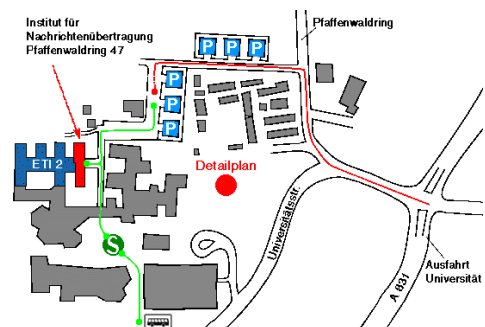 Institut für
Nachrichtenübertragung
Pfaffenwaldring 47
Pfaffenwaldring
P P P
P
P
P
ETI 2
Detailplan
Universitätsstr.
S
A 831
Ausfahrt
Universität